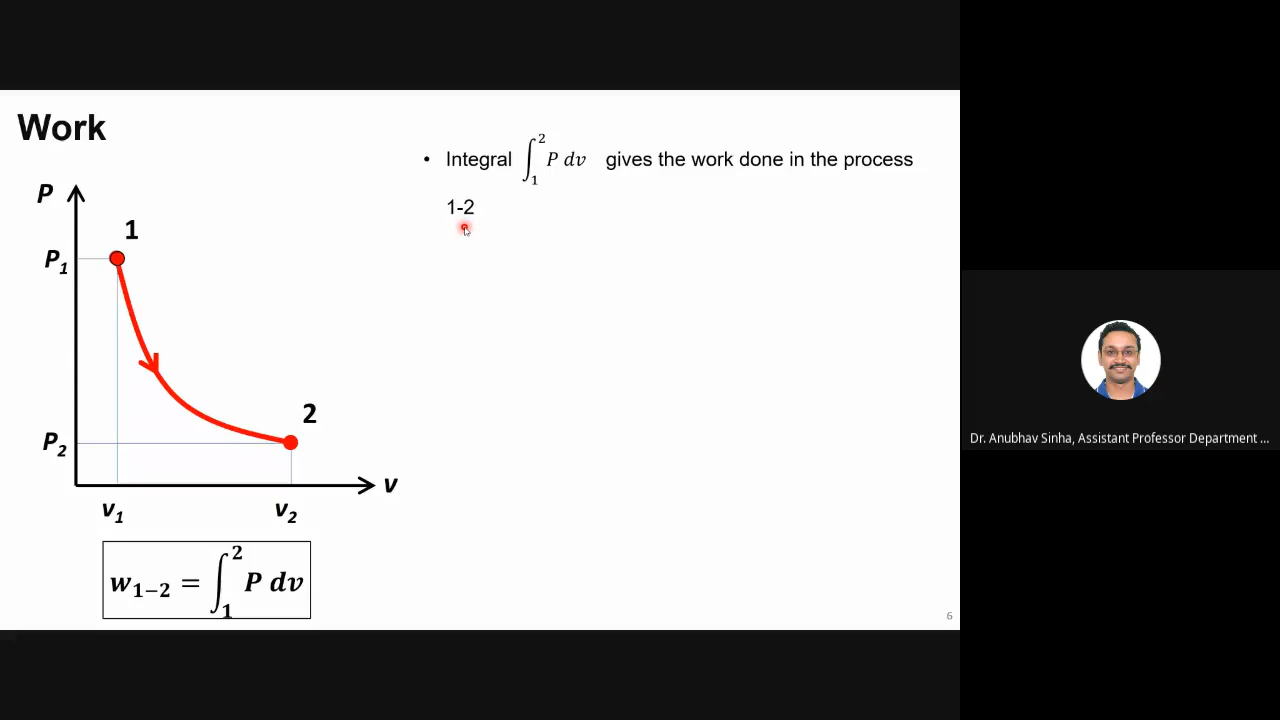 Work
• Integral ∫₁² P dv gives the work done in the process
1-2
P
1
P₁
2
P₂
v
v₁ v₂
w₁₋₂ = ∫₁² P dv
6
Dr. Anubhav Sinha, Assistant Professor Department ...